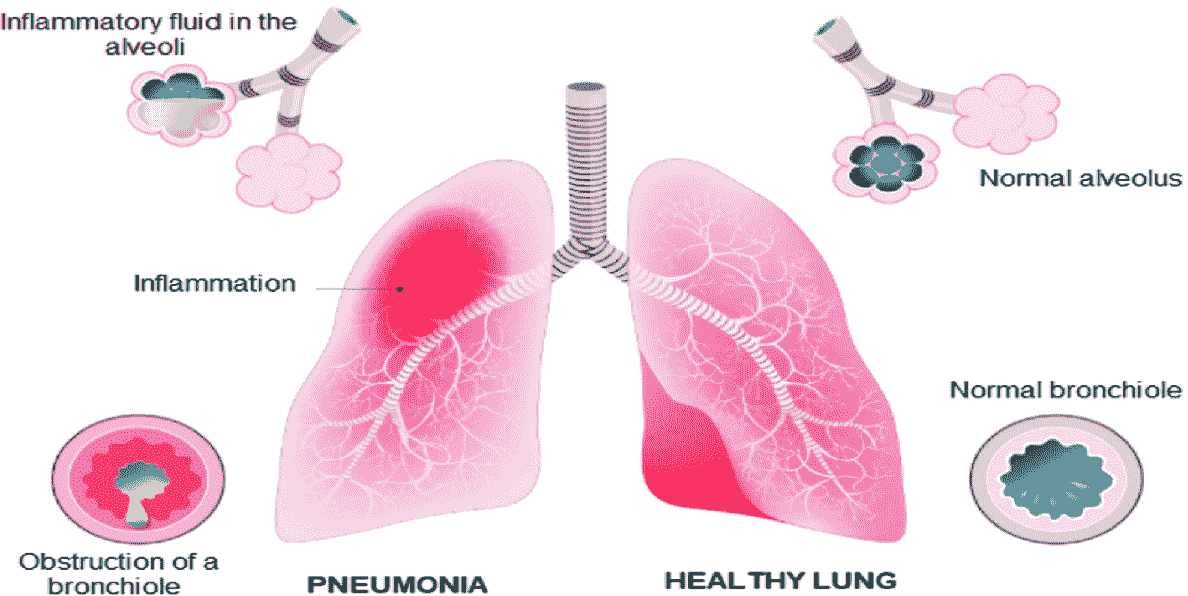 Inflammatory fluid in the
alveoli
Normal alveolus
Inflammation
Normal bronchiole
Obstruction of a
bronchiole
PNEUMONIA
HEALTHY LUNG